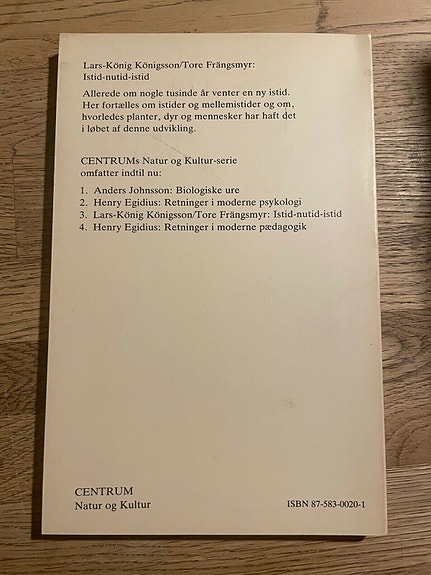 Lars-König Königsson/Tore Frängsmyr:
Istid-nutid-istid
Allerede om nogle tusinde år venter en ny istid.
Her fortælles om istider og mellemistider og om,
hvorledes planter, dyr og mennesker har haft det
i løbet af denne udvikling.
CENTRUMs Natur og Kultur-serie
omfatter indtil nu:
1. Anders Johnsson: Biologiske ure
2. Henry Egidius: Retninger i moderne psykologi
3. Lars-König Königsson/Tore Frängsmyr: Istid-nutid-istid
4. Henry Egidius: Retninger i moderne pædagogik
CENTRUM
Natur og Kultur
ISBN 87-583-0020-1